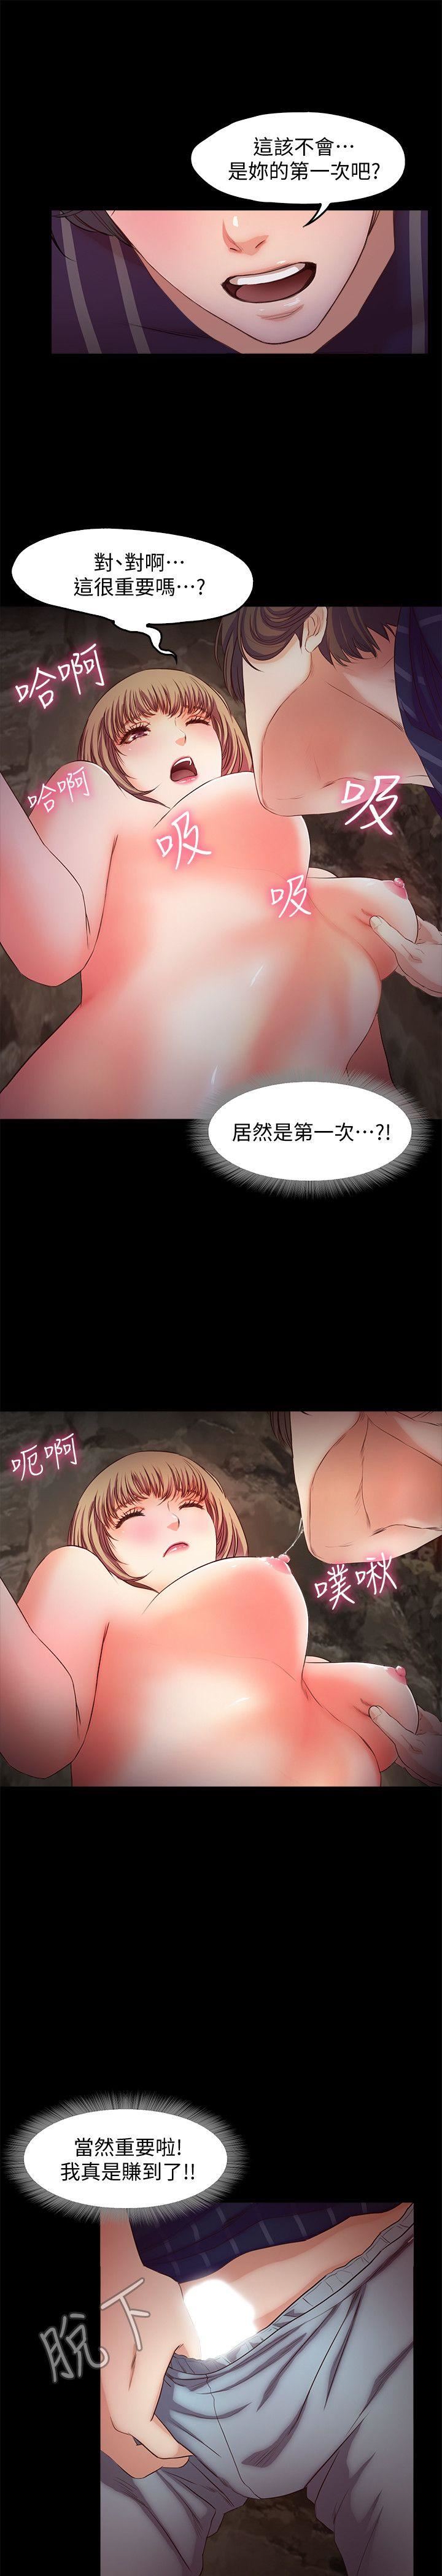 這該不會…
是妳的第一次吧?
對、對啊…
這很重要嗎…?
哈啊
哈啊
吸
吸
吸
居然是第一次…?!
呃啊
噗啾
當然重要啦!
我真是賺到了!!
脫下